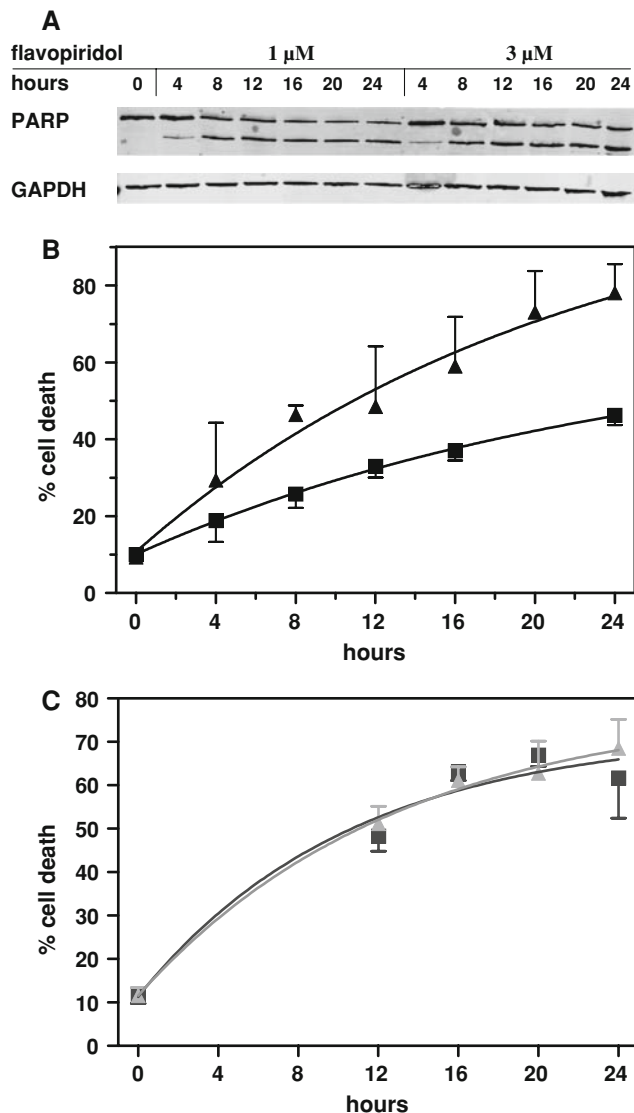 A
flavopiridol 1 µM 3 µM
hours 0 4 8 12 16 20 24 4 8 12 16 20 24
PARP
GAPDH
B
80
60
40
20
0
% cell death
0 4 8 12 16 20 24
hours
C
80
70
60
50
40
30
20
10
0
% cell death
0 4 8 12 16 20 24
hours